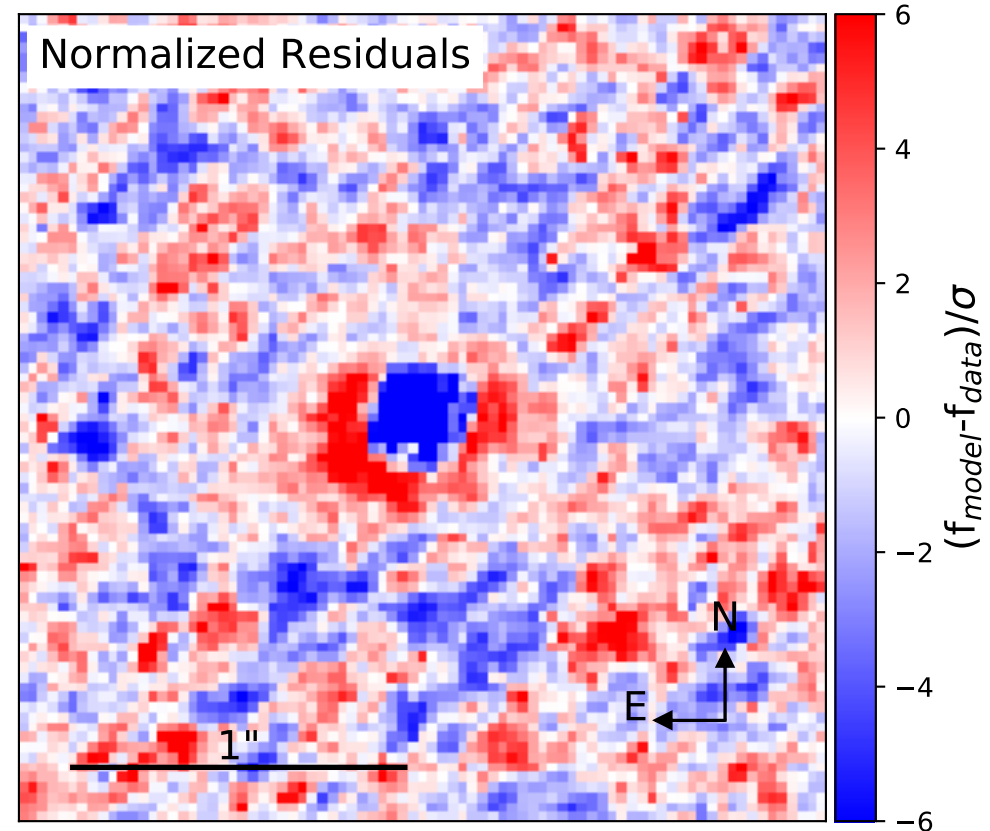 Normalized Residuals
N
E
1"
6
4
2
0
−2
−4
−6
(f_model-f_data)/σ